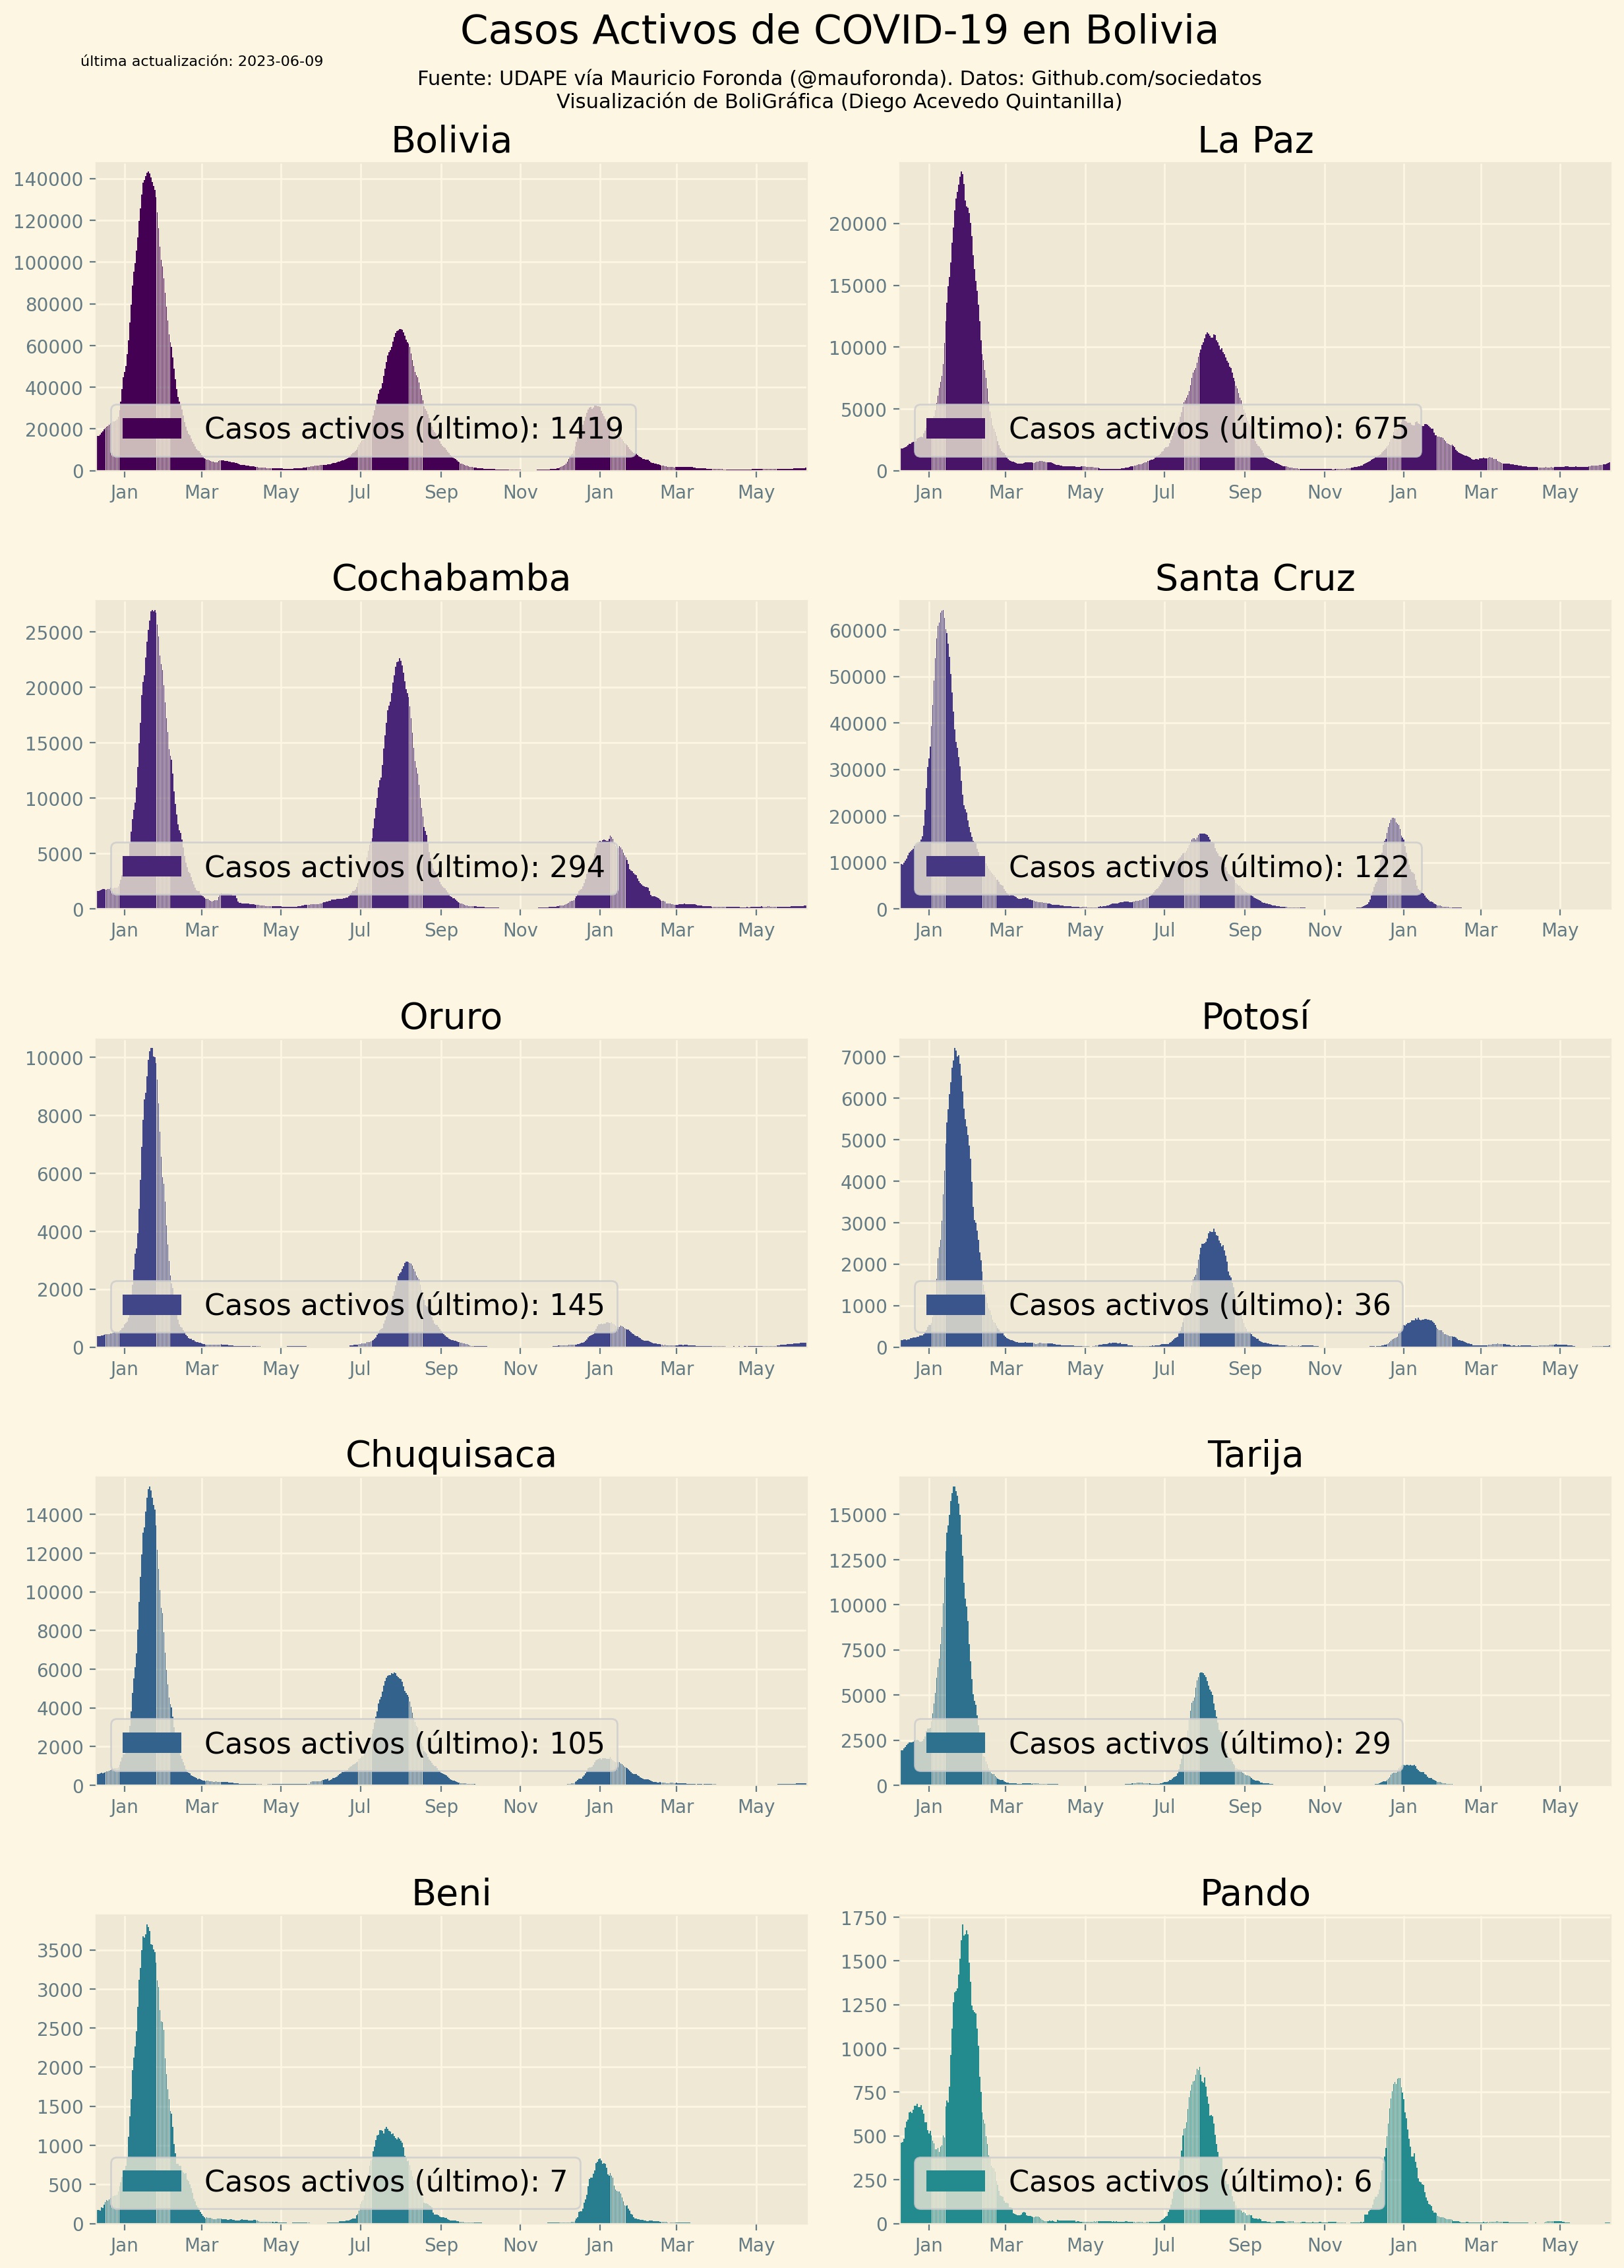 Casos Activos de COVID-19 en Bolivia
última actualización: 2023-06-09
Fuente: UDAPE vía Mauricio Foronda (@mauforonda). Datos: Github.com/sociedatos
Visualización de BoliGráfica (Diego Acevedo Quintanilla)
Bolivia
140000
120000
100000
80000
60000
40000
20000
0
Casos activos (último): 1419
Jan Mar May Jul Sep Nov Jan Mar May
La Paz
20000
15000
10000
5000
0
Casos activos (último): 675
Jan Mar May Jul Sep Nov Jan Mar May
Cochabamba
25000
20000
15000
10000
5000
0
Casos activos (último): 294
Jan Mar May Jul Sep Nov Jan Mar May
Santa Cruz
60000
50000
40000
30000
20000
10000
0
Casos activos (último): 122
Jan Mar May Jul Sep Nov Jan Mar May
Oruro
10000
8000
6000
4000
2000
0
Casos activos (último): 145
Jan Mar May Jul Sep Nov Jan Mar May
Potosí
7000
6000
5000
4000
3000
2000
1000
0
Casos activos (último): 36
Jan Mar May Jul Sep Nov Jan Mar May
Chuquisaca
14000
12000
10000
8000
6000
4000
2000
0
Casos activos (último): 105
Jan Mar May Jul Sep Nov Jan Mar May
Tarija
15000
12500
10000
7500
5000
2500
0
Casos activos (último): 29
Jan Mar May Jul Sep Nov Jan Mar May
Beni
3500
3000
2500
2000
1500
1000
500
0
Casos activos (último): 7
Jan Mar May Jul Sep Nov Jan Mar May
Pando
1750
1500
1250
1000
750
500
250
0
Casos activos (último): 6
Jan Mar May Jul Sep Nov Jan Mar May